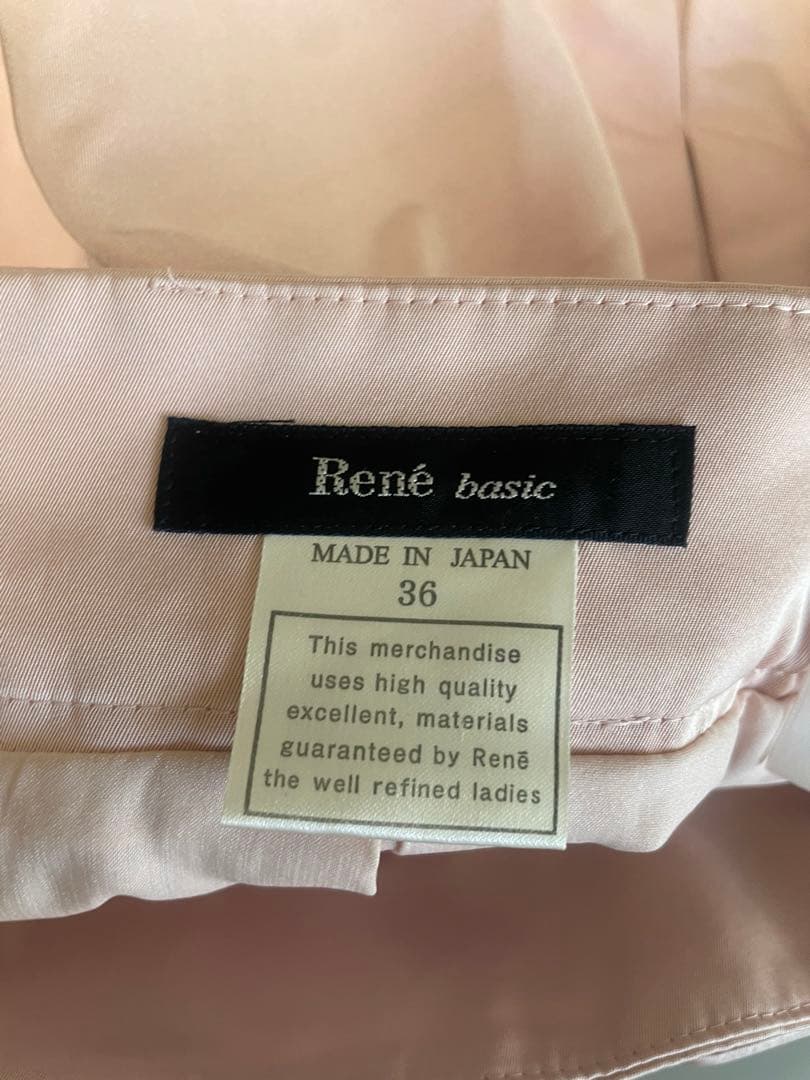 René basic
MADE IN JAPAN
36
This merchandise
uses high quality
excellent, materials
guaranteed by Renē
the well refined ladies